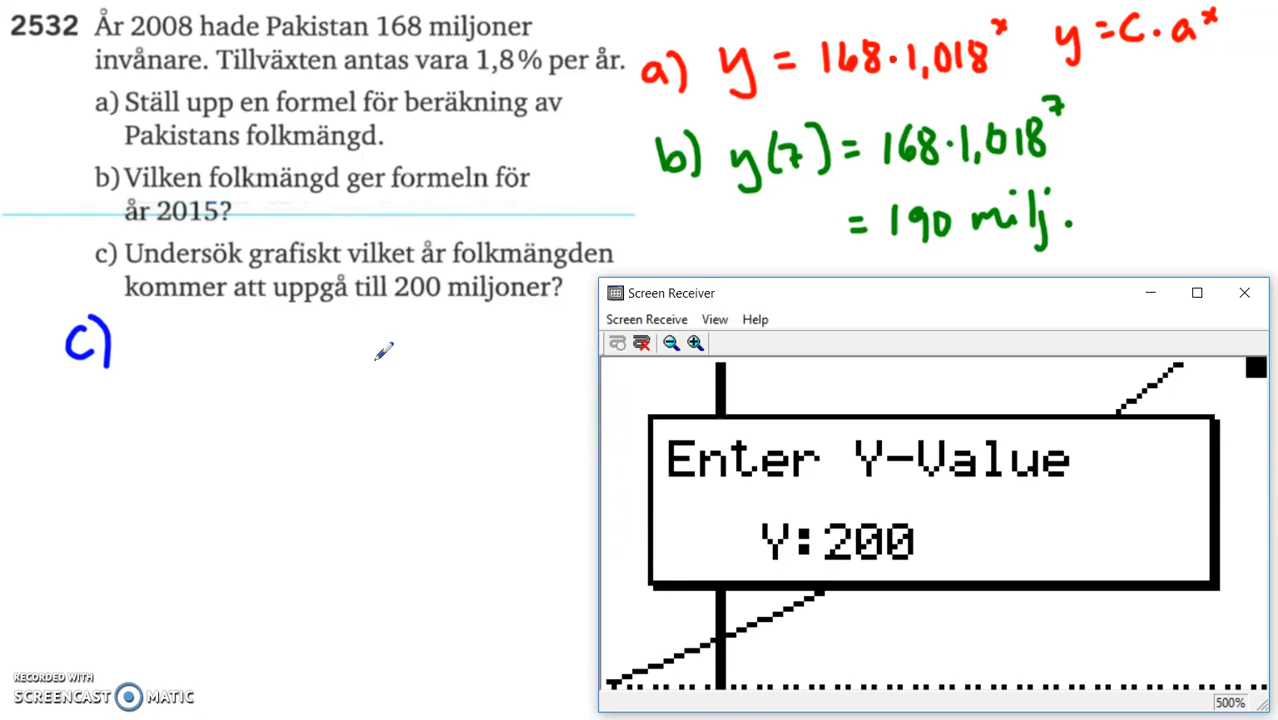 2532 År 2008 hade Pakistan 168 miljoner
invånare. Tillväxten antas vara 1,8% per år.
a) Ställ upp en formel för beräkning av
Pakistans folkmängd.
b) Vilken folkmängd ger formeln för
år 2015?
c) Undersök grafiskt vilket år folkmängden
kommer att uppgå till 200 miljoner?
a) y = 168·1,018^x y = C·a^x
b) y(7) = 168·1,018^7
= 190 milj.
c)
Screen Receiver
Screen Receive View Help
Enter Y-Value
Y:200
500%
RECORDED WITH
SCREENCAST MATIC